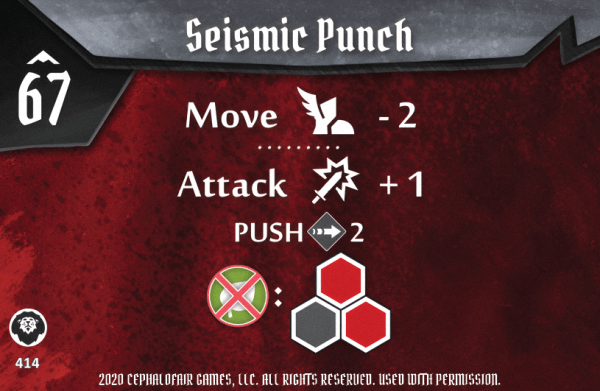 Seismic Punch
67
Move - 2
Attack + 1
PUSH 2
:
414
2020 CEPHALOFAIR GAMES, LLC. ALL RIGHTS RESERVED. USED WITH PERMISSION.